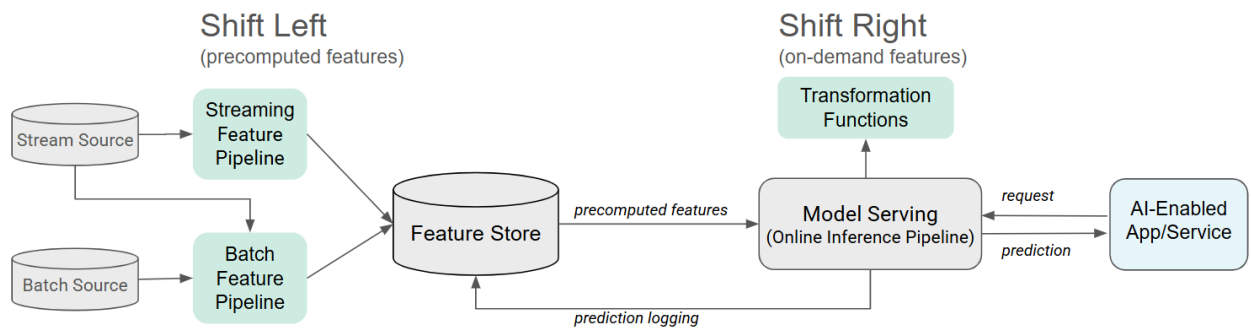 Shift Left
(precomputed features)
Shift Right
(on-demand features)
Stream Source
Streaming
Feature
Pipeline
Batch Source
Batch
Feature
Pipeline
Feature Store
precomputed features
prediction logging
Transformation
Functions
Model Serving
(Online Inference Pipeline)
request
prediction
AI-Enabled
App/Service